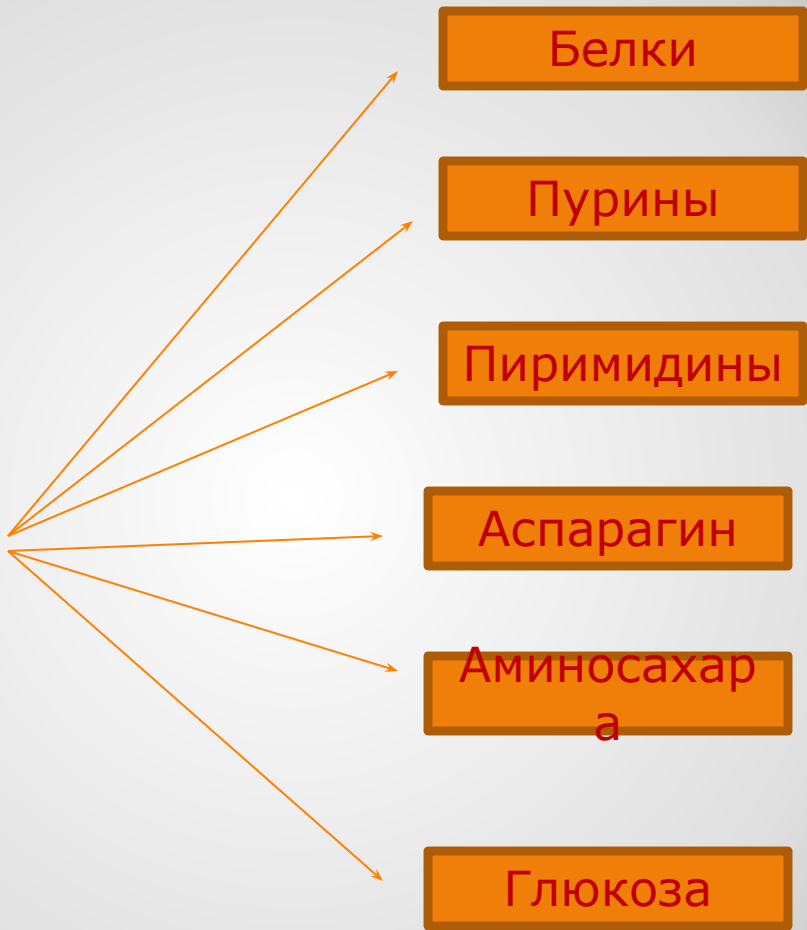 Белки
Пурины
Пиримидины
Аспарагин
Аминосахар
а
Глюкоза